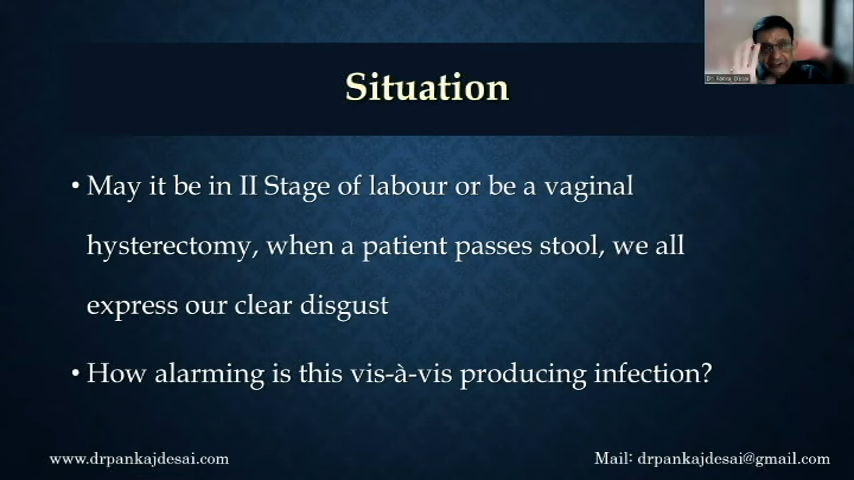 Situation
• May it be in II Stage of labour or be a vaginal
hysterectomy, when a patient passes stool, we all
express our clear disgust
• How alarming is this vis-à-vis producing infection?
www.drpankajdesai.com
Mail: drpankajdesai@gmail.com